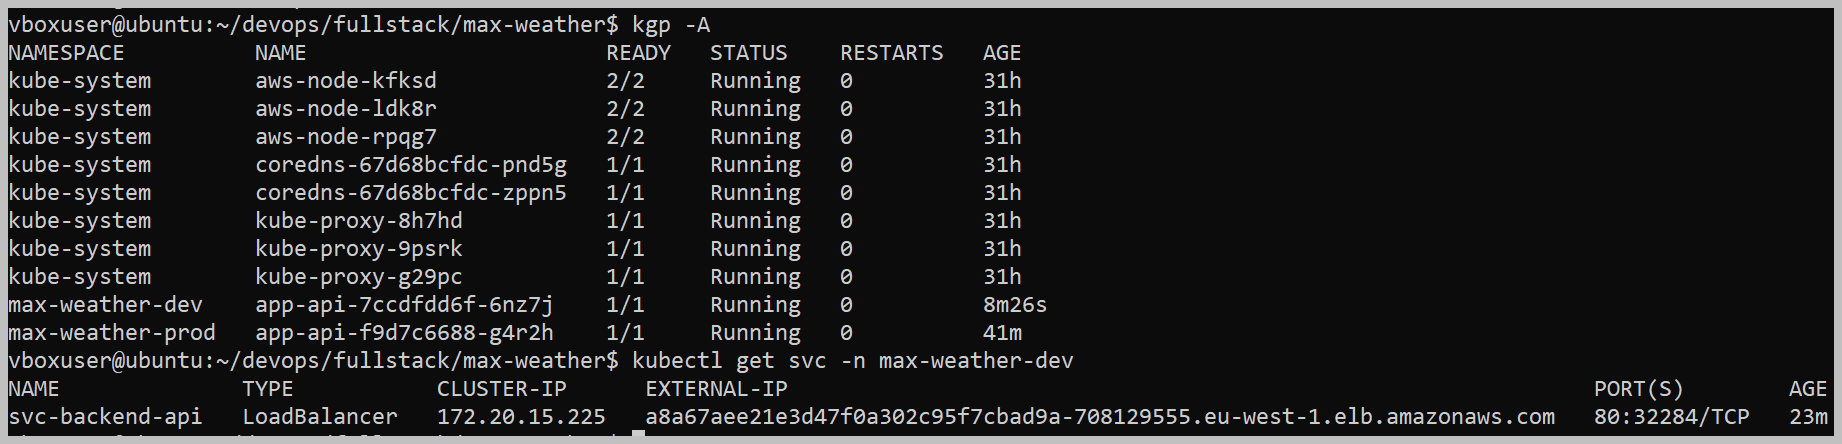 vboxuser@ubuntu:~/devops/fullstack/max-weather$ kgp -A
NAMESPACE NAME READY STATUS RESTARTS AGE
kube-system aws-node-kfksd 2/2 Running 0 31h
kube-system aws-node-ldk8r 2/2 Running 0 31h
kube-system aws-node-rpqg7 2/2 Running 0 31h
kube-system coredns-67d68bcfdc-pnd5g 1/1 Running 0 31h
kube-system coredns-67d68bcfdc-zppn5 1/1 Running 0 31h
kube-system kube-proxy-8h7hd 1/1 Running 0 31h
kube-system kube-proxy-9psrk 1/1 Running 0 31h
kube-system kube-proxy-g29pc 1/1 Running 0 31h
max-weather-dev app-api-7ccdfdd6f-6nz7j 1/1 Running 0 8m26s
max-weather-prod app-api-f9d7c6688-g4r2h 1/1 Running 0 41m
vboxuser@ubuntu:~/devops/fullstack/max-weather$ kubectl get svc -n max-weather-dev
NAME TYPE CLUSTER-IP EXTERNAL-IP PORT(S) AGE
svc-backend-api LoadBalancer 172.20.15.225 a8a67aee21e3d47f0a302c95f7cbad9a-708129555.eu-west-1.elb.amazonaws.com 80:32284/TCP 23m